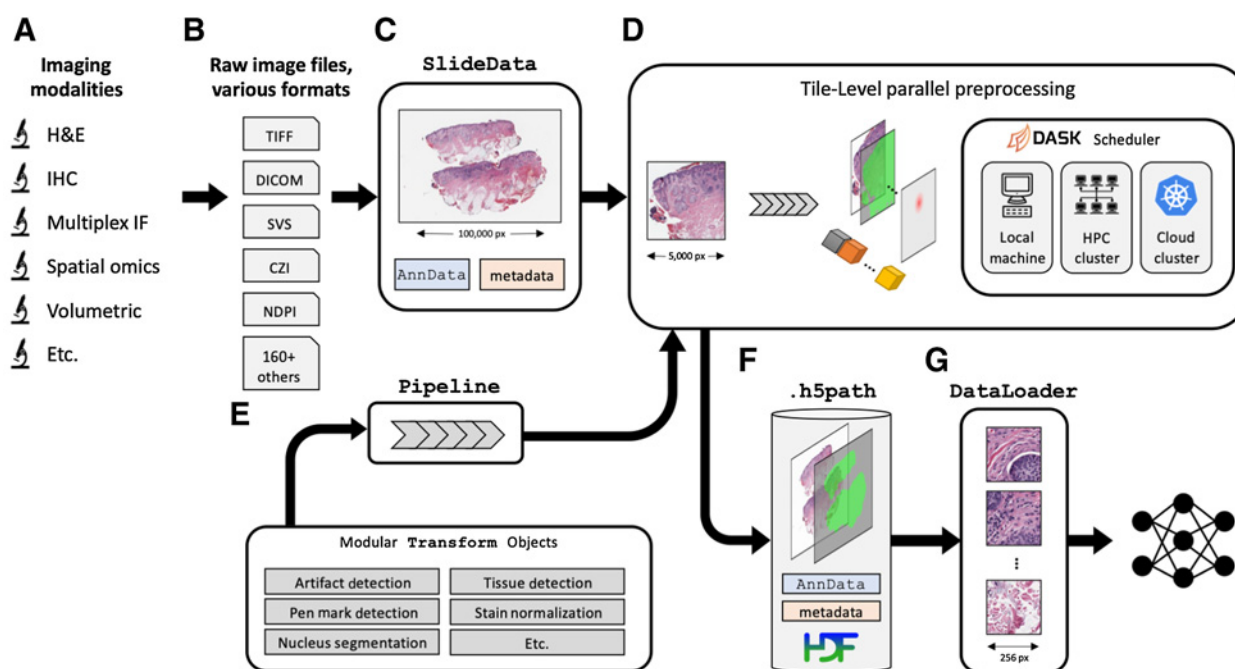 A
Imaging
modalities
H&E
IHC
Multiplex IF
Spatial omics
Volumetric
Etc.
B
Raw image files,
various formats
TIFF
DICOM
SVS
CZI
NDPI
160+
others
C
SlideData
100,000 px
AnnData
metadata
D
Tile-Level parallel preprocessing
5,000 px
DASK Scheduler
Local
machine
HPC
cluster
Cloud
cluster
E
Pipeline
Modular Transform Objects
Artifact detection
Tissue detection
Pen mark detection
Stain normalization
Nucleus segmentation
Etc.
F
.h5path
AnnData
metadata
HDF
G
DataLoader
256 px